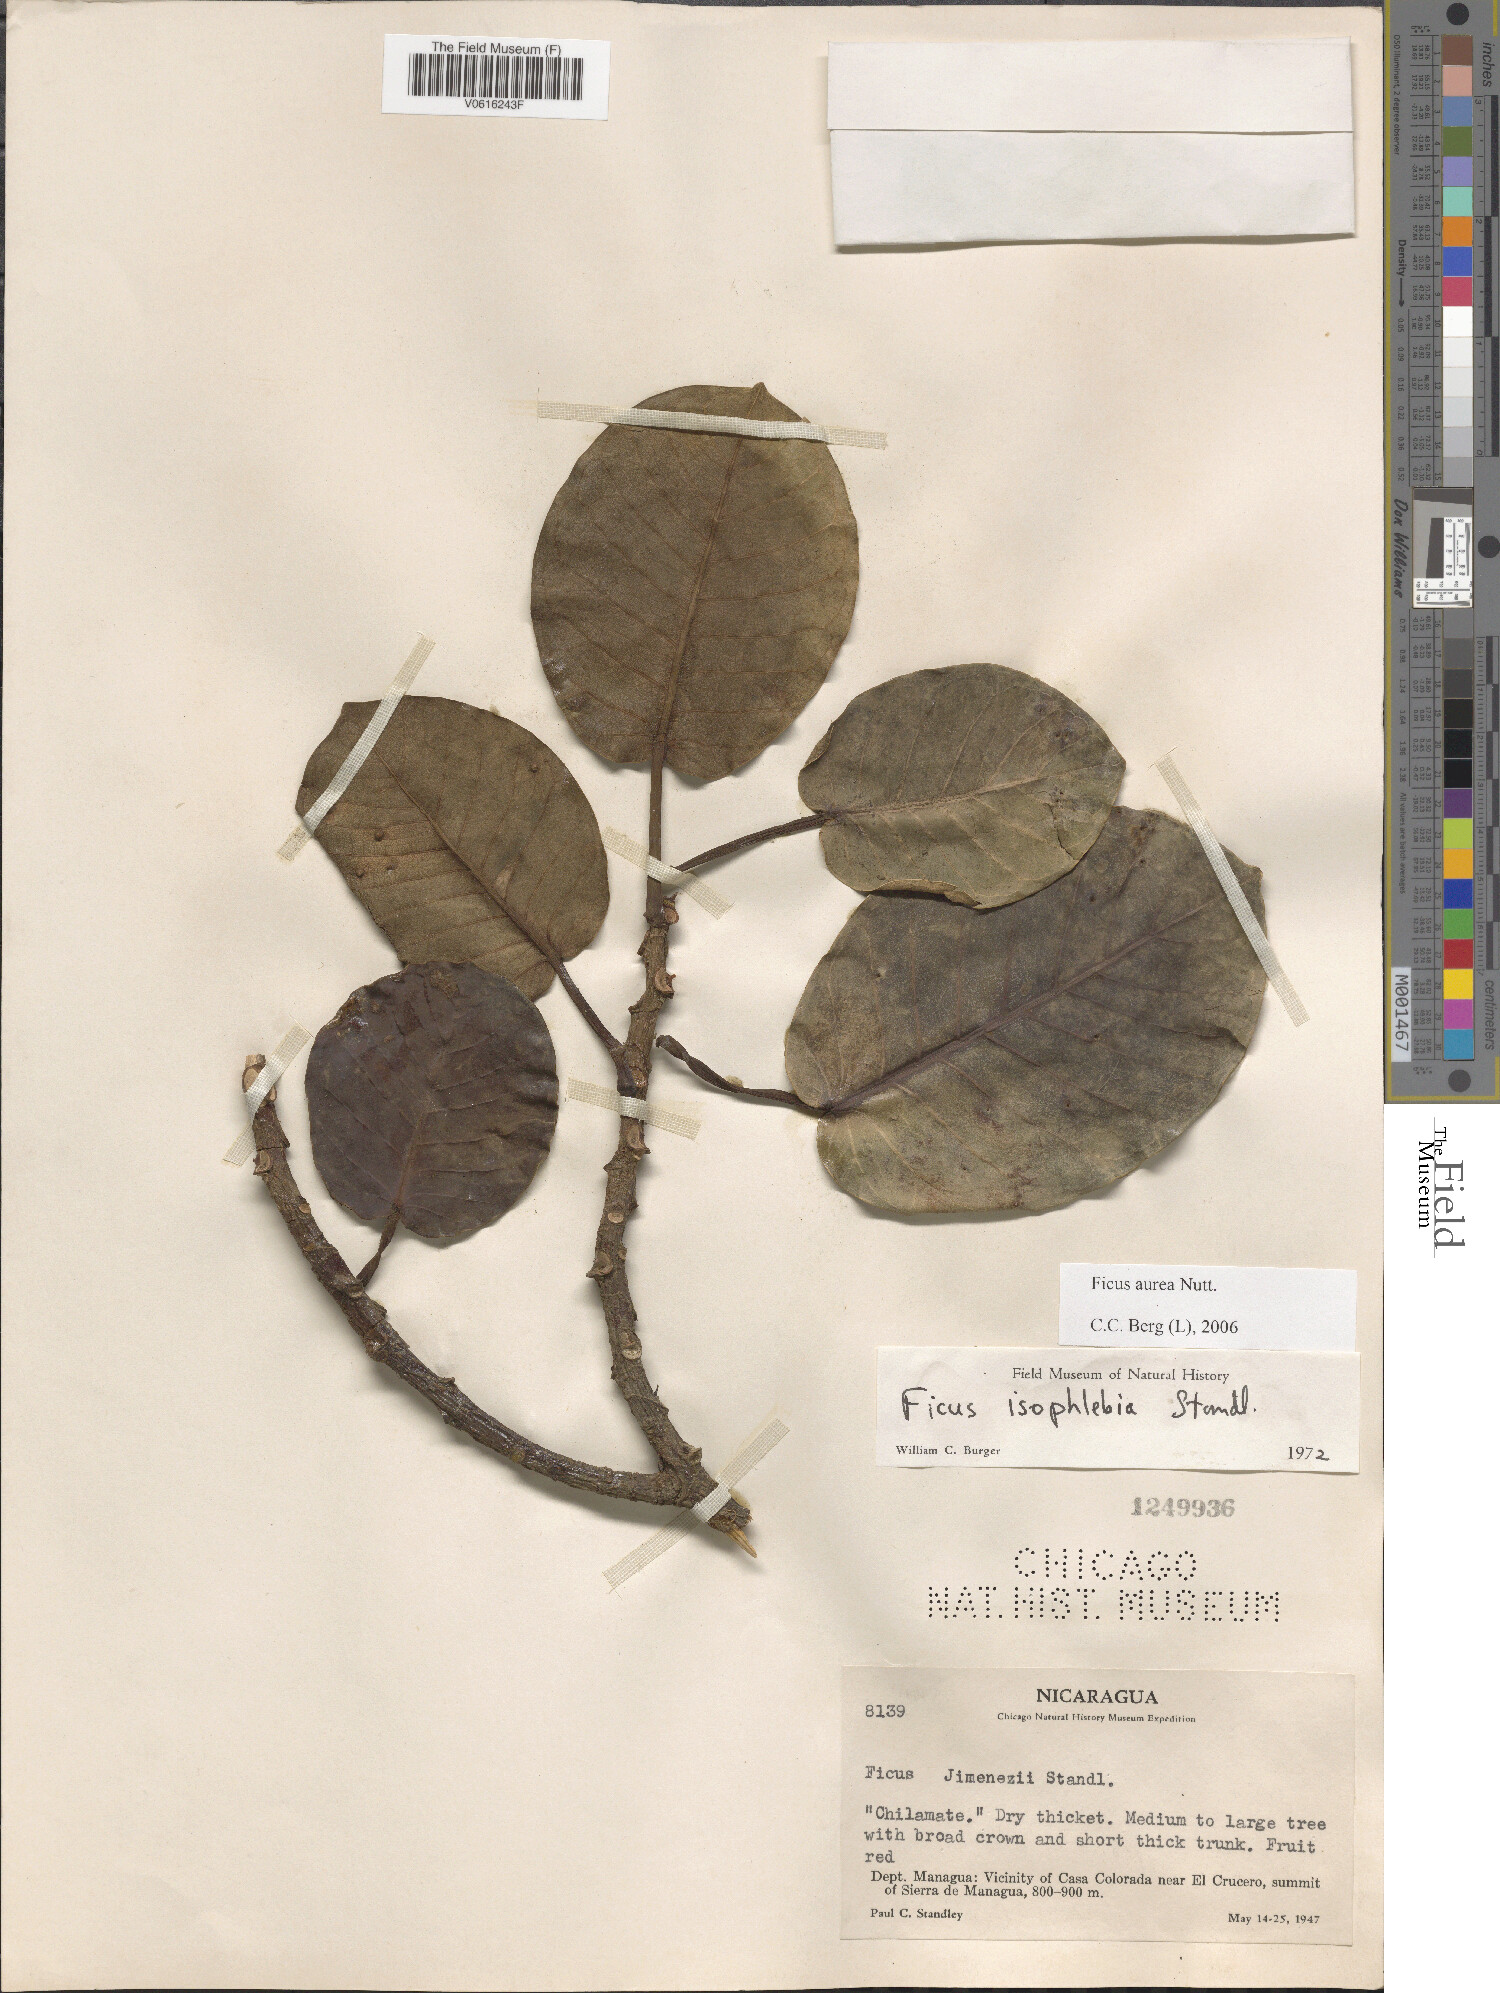 The Field Museum (F)
V0616243F
inches
Density
Don Williams
M001467
centimeters
The Field Museum
Ficus aurea Nutt.
C.C. Berg (L), 2006
Field Museum of Natural History
Ficus isophlebia Standl.
William C. Burger 1972
1249936
CHICAGO
NAT. HIST. MUSEUM
NICARAGUA
8139
Chicago Natural History Museum Expedition
Ficus Jimenezii Standl.
"Chilamate." Dry thicket. Medium to large tree
with broad crown and short thick trunk. Fruit
red
Dept. Managua: Vicinity of Casa Colorada near El Crucero, summit
of Sierra de Managua, 800–900 m.
Paul C. Standley May 14-25, 1947